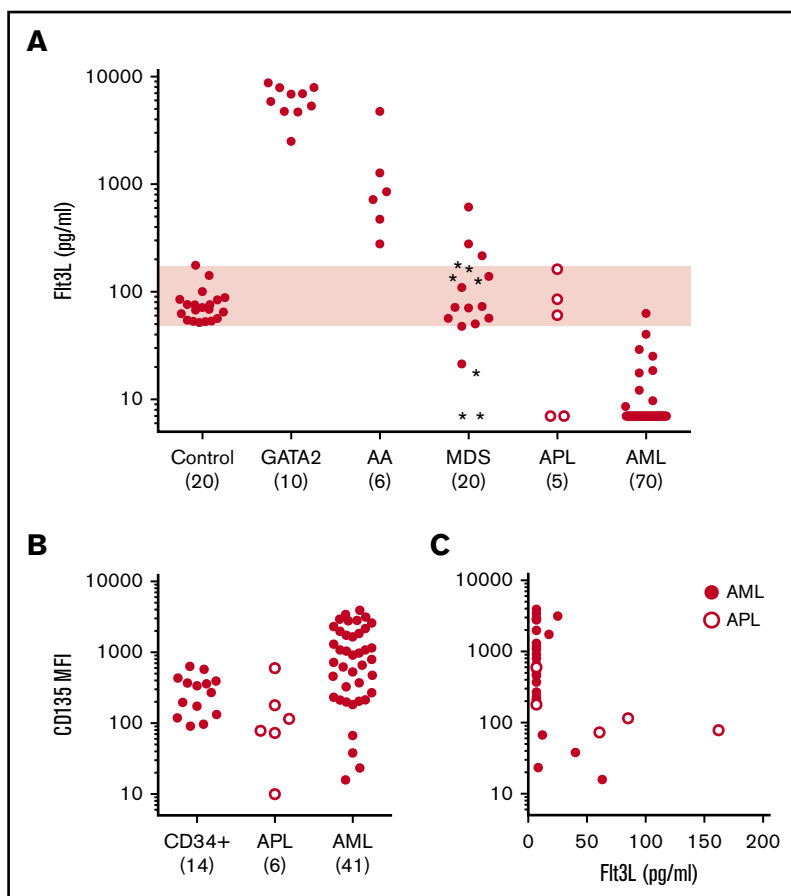 A
Flt3L (pg/ml)
10000
1000
100
10
* * * *
*
* *
Control GATA2 AA MDS APL AML
(20) (10) (6) (20) (5) (70)
B
CD135 MFI
10000
1000
100
10
CD34+ APL AML
(14) (6) (41)
C
AML
APL
10000
1000
100
10
0 50 100 150 200
Flt3L (pg/ml)